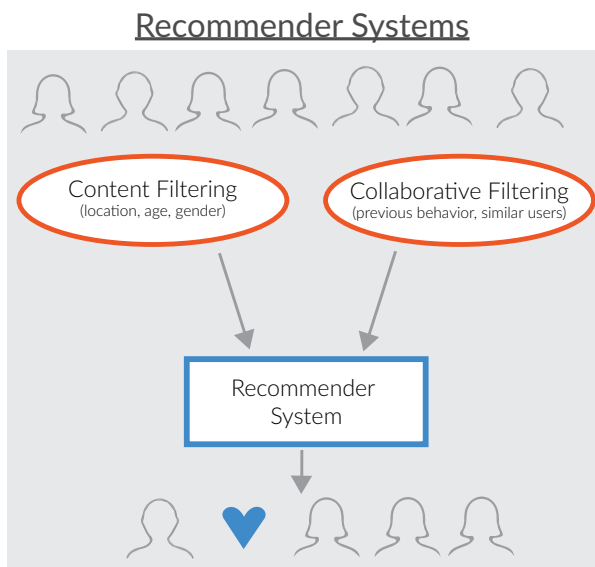 Recommender Systems
Content Filtering
(location, age, gender)
Collaborative Filtering
(previous behavior, similar users)
Recommender
System